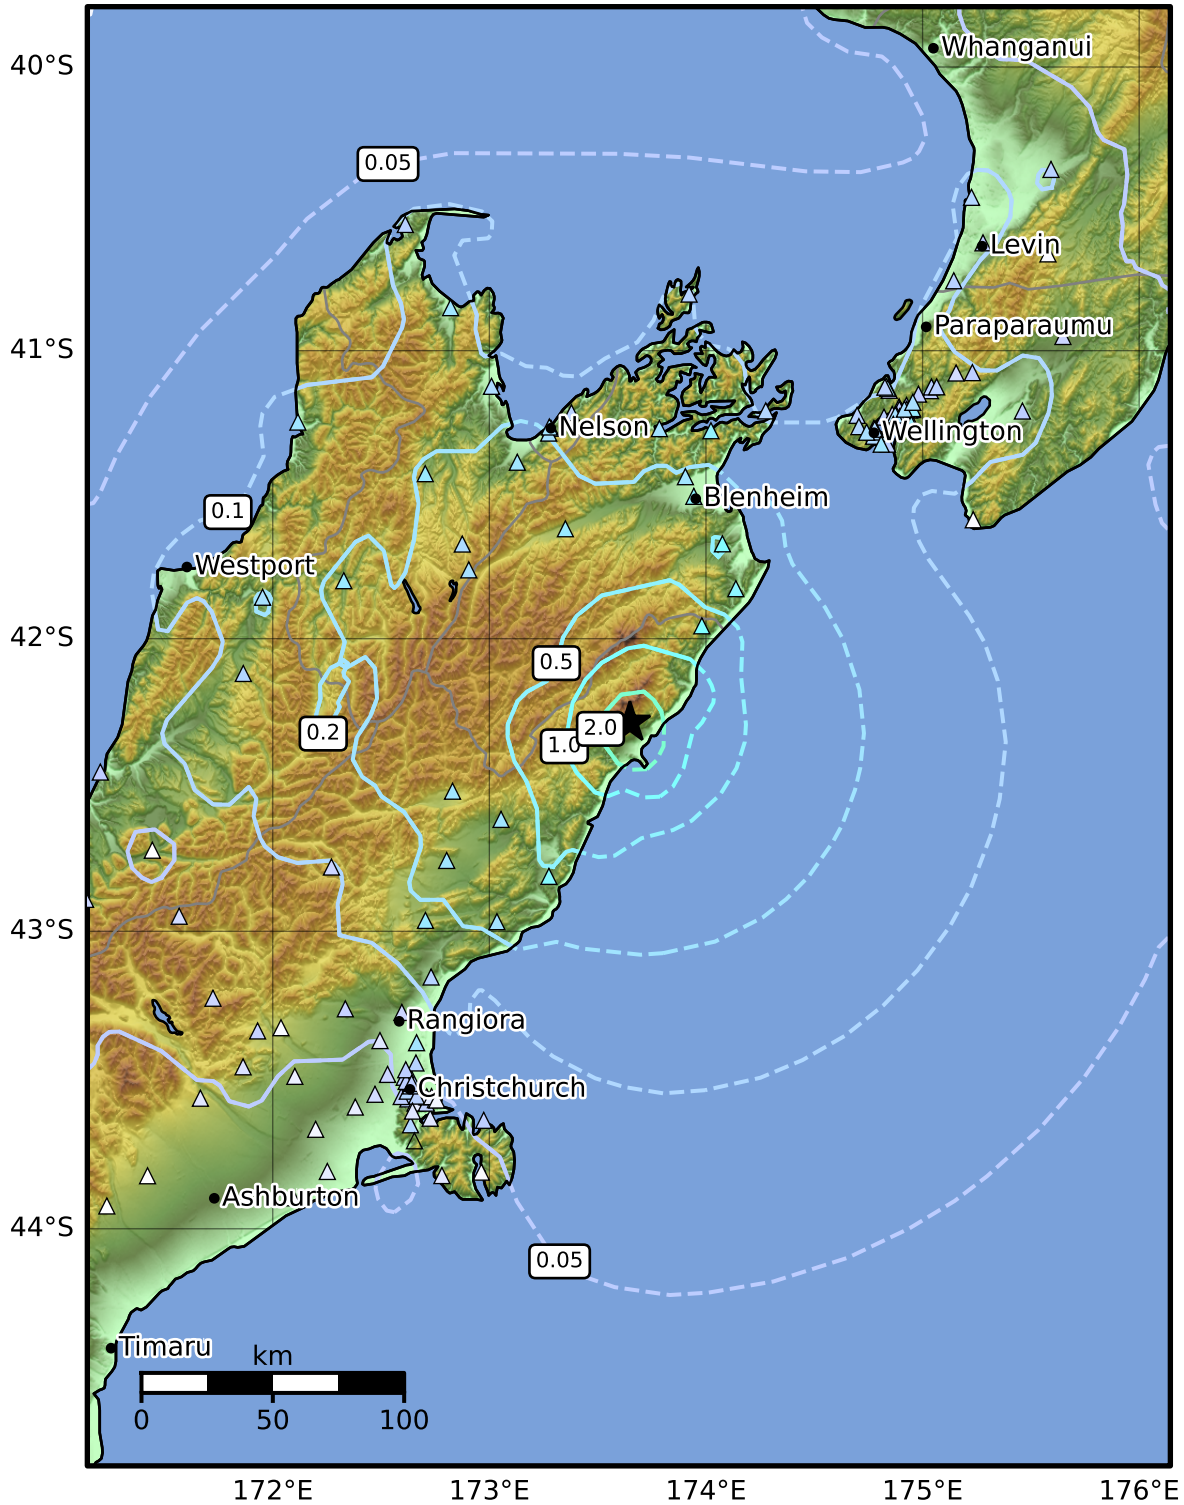 40°S
Whanganui
0.05
Levin
Paraparaumu
41°S
Nelson
Wellington
Blenheim
0.1
Westport
42°S
0.5
0.2
1.0
2.0
43°S
Rangiora
Christchurch
Ashburton
44°S
0.05
Timaru
km
0 50 100
172°E 173°E 174°E 175°E 176°E